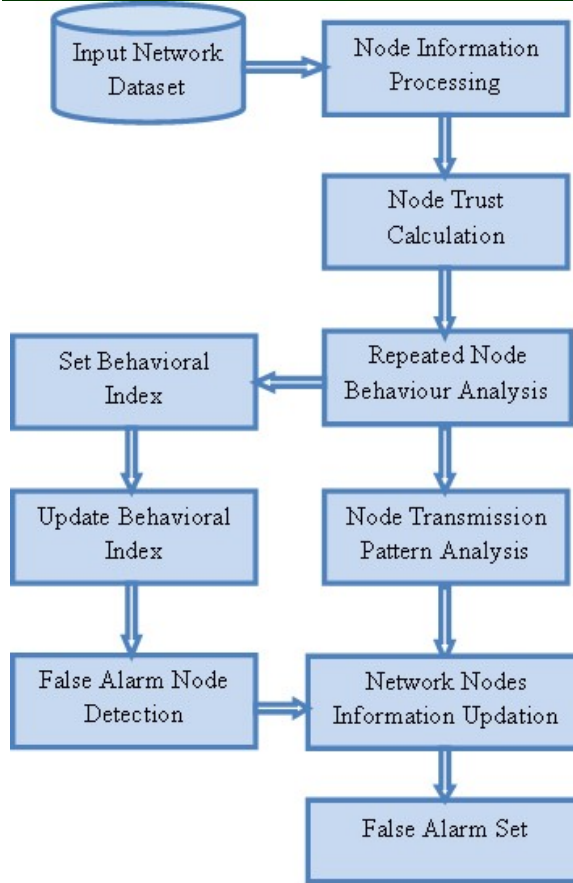 Input Network
Dataset
Node Information
Processing
Node Trust
Calculation
Repeated Node
Behaviour Analysis
Set Behavioral
Index
Update Behavioral
Index
Node Transmission
Pattern Analysis
False Alarm Node
Detection
Network Nodes
Information Updation
False Alarm Set